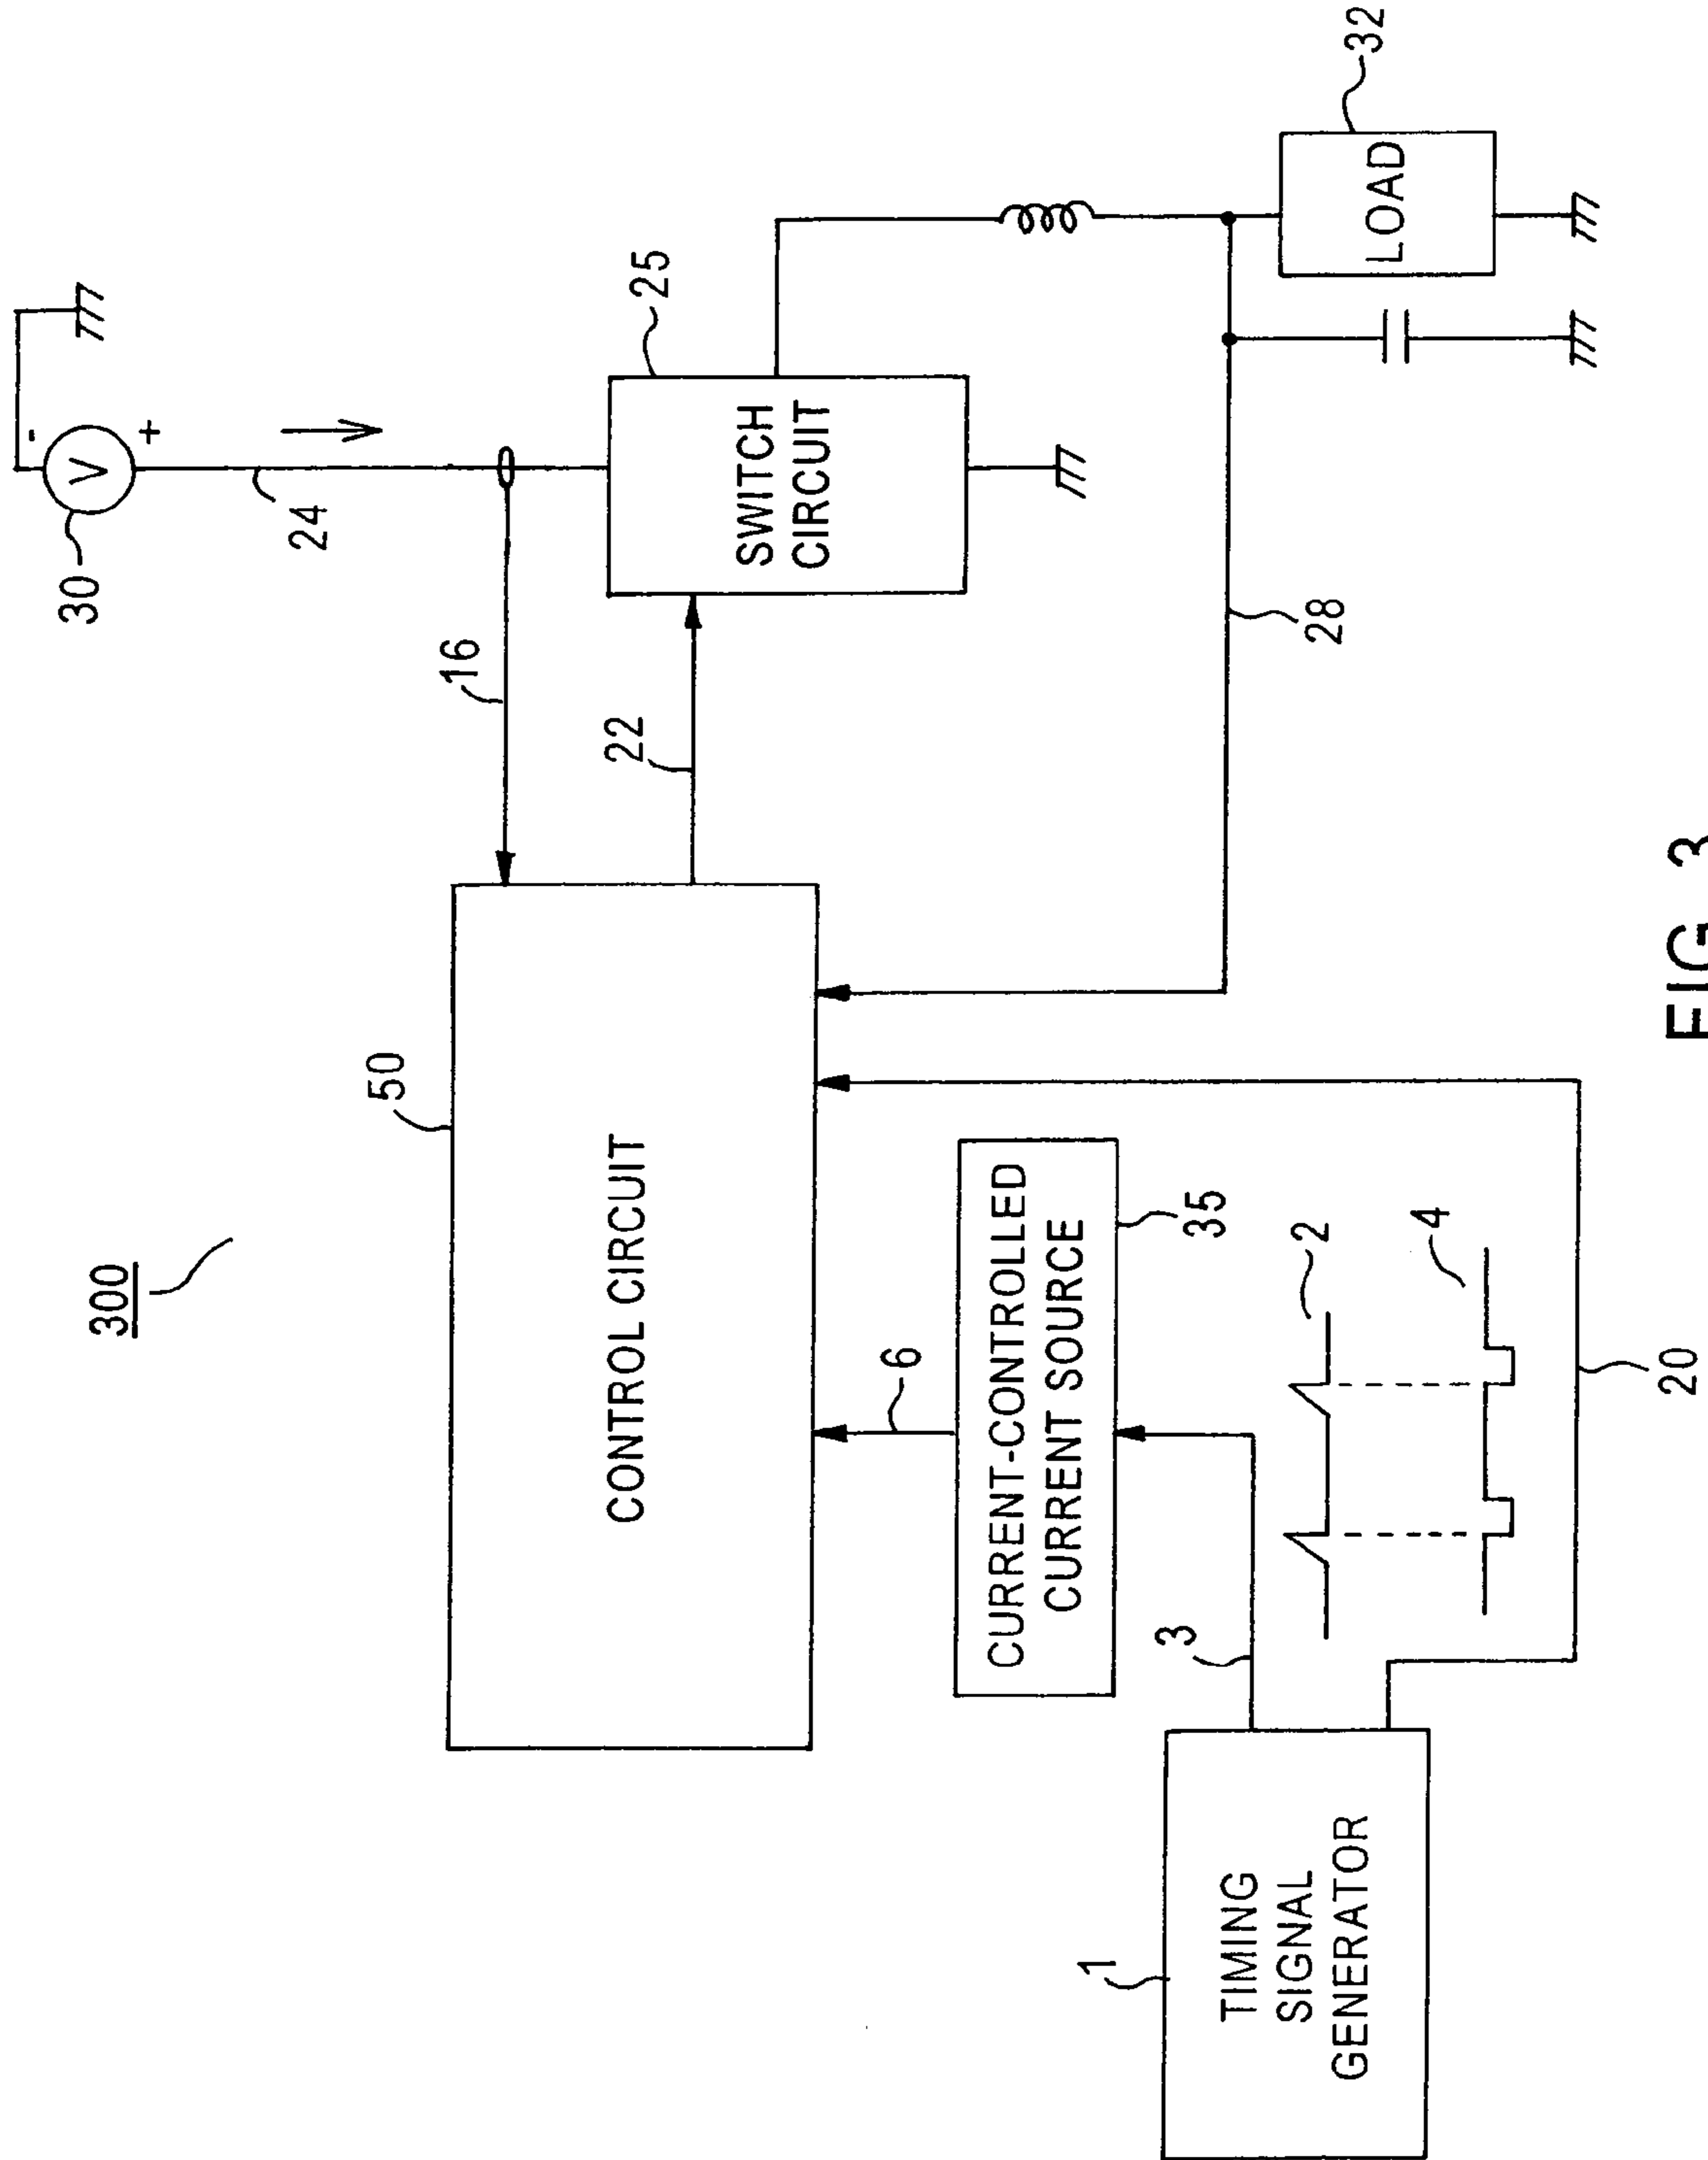 300
30
-
V
+
24
16
22
25
SWITCH
CIRCUIT
50
CONTROL CIRCUIT
6
CURRENT-CONTROLLED
CURRENT SOURCE
35
3
2
4
1
TIMING
SIGNAL
GENERATOR
20
28
LOAD
32
FIG. 3